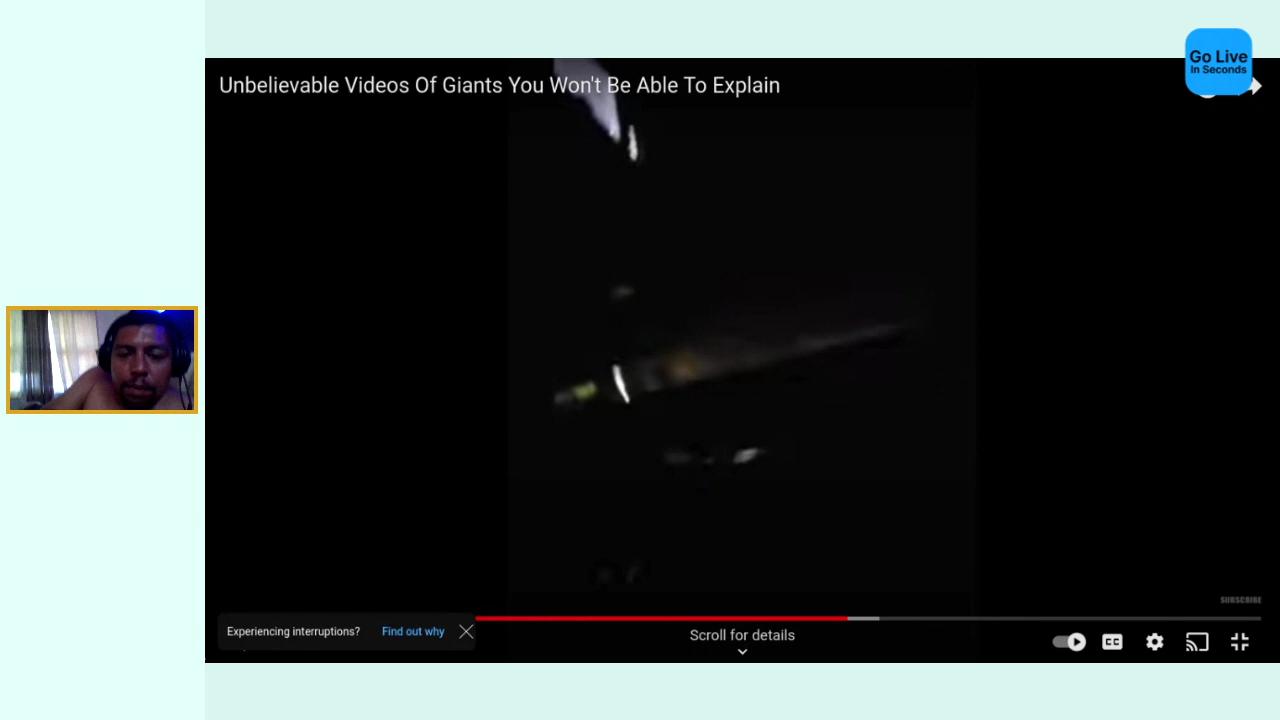 Unbelievable Videos Of Giants You Won't Be Able To Explain
Go Live
In Seconds
SUBSCRIBE
Experiencing interruptions? Find out why
Scroll for details
CC